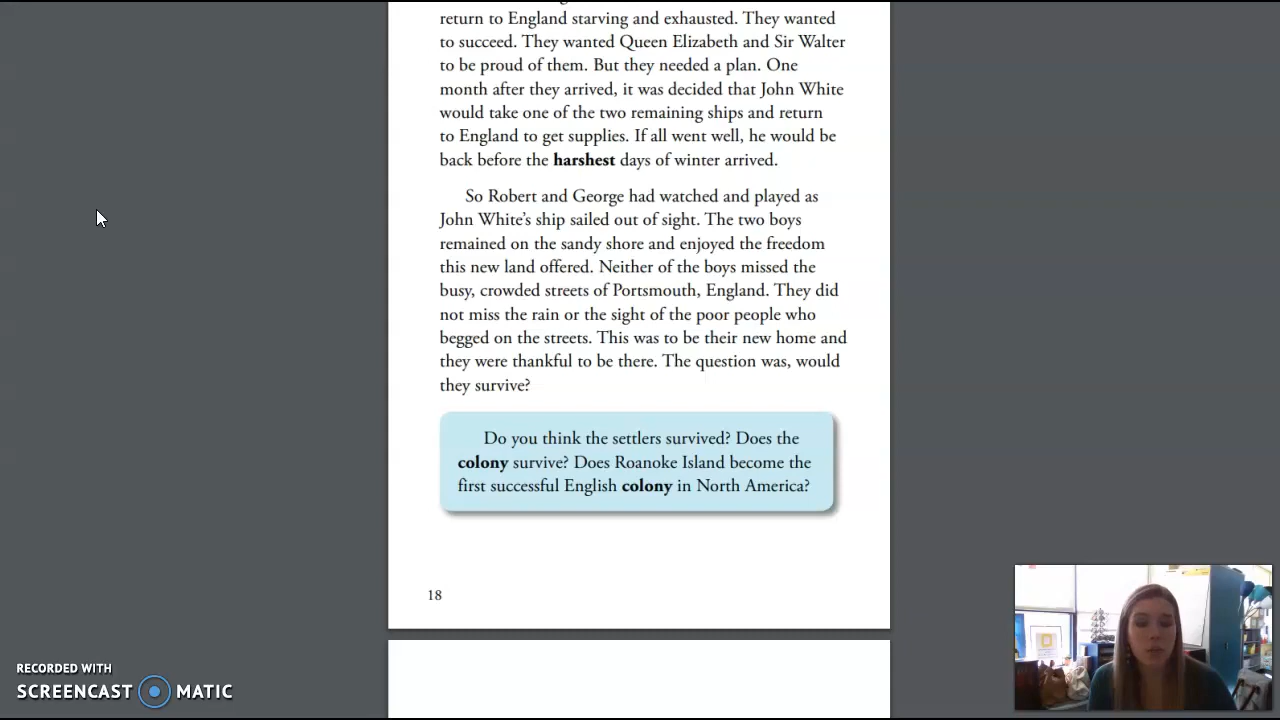 return to England starving and exhausted. They wanted
to succeed. They wanted Queen Elizabeth and Sir Walter
to be proud of them. But they needed a plan. One
month after they arrived, it was decided that John White
would take one of the two remaining ships and return
to England to get supplies. If all went well, he would be
back before the harshest days of winter arrived.
So Robert and George had watched and played as
John White's ship sailed out of sight. The two boys
remained on the sandy shore and enjoyed the freedom
this new land offered. Neither of the boys missed the
busy, crowded streets of Portsmouth, England. They did
not miss the rain or the sight of the poor people who
begged on the streets. This was to be their new home and
they were thankful to be there. The question was, would
they survive?
Do you think the settlers survived? Does the
colony survive? Does Roanoke Island become the
first successful English colony in North America?
18
RECORDED WITH
SCREENCAST MATIC